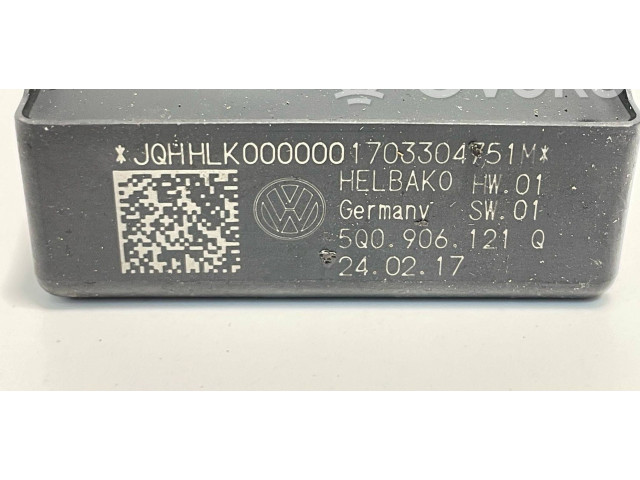 *JQHHLK0000001703304751M*
HELBAKO HW.01
Germany SW.01
5Q0.906.121 Q
24.02.17